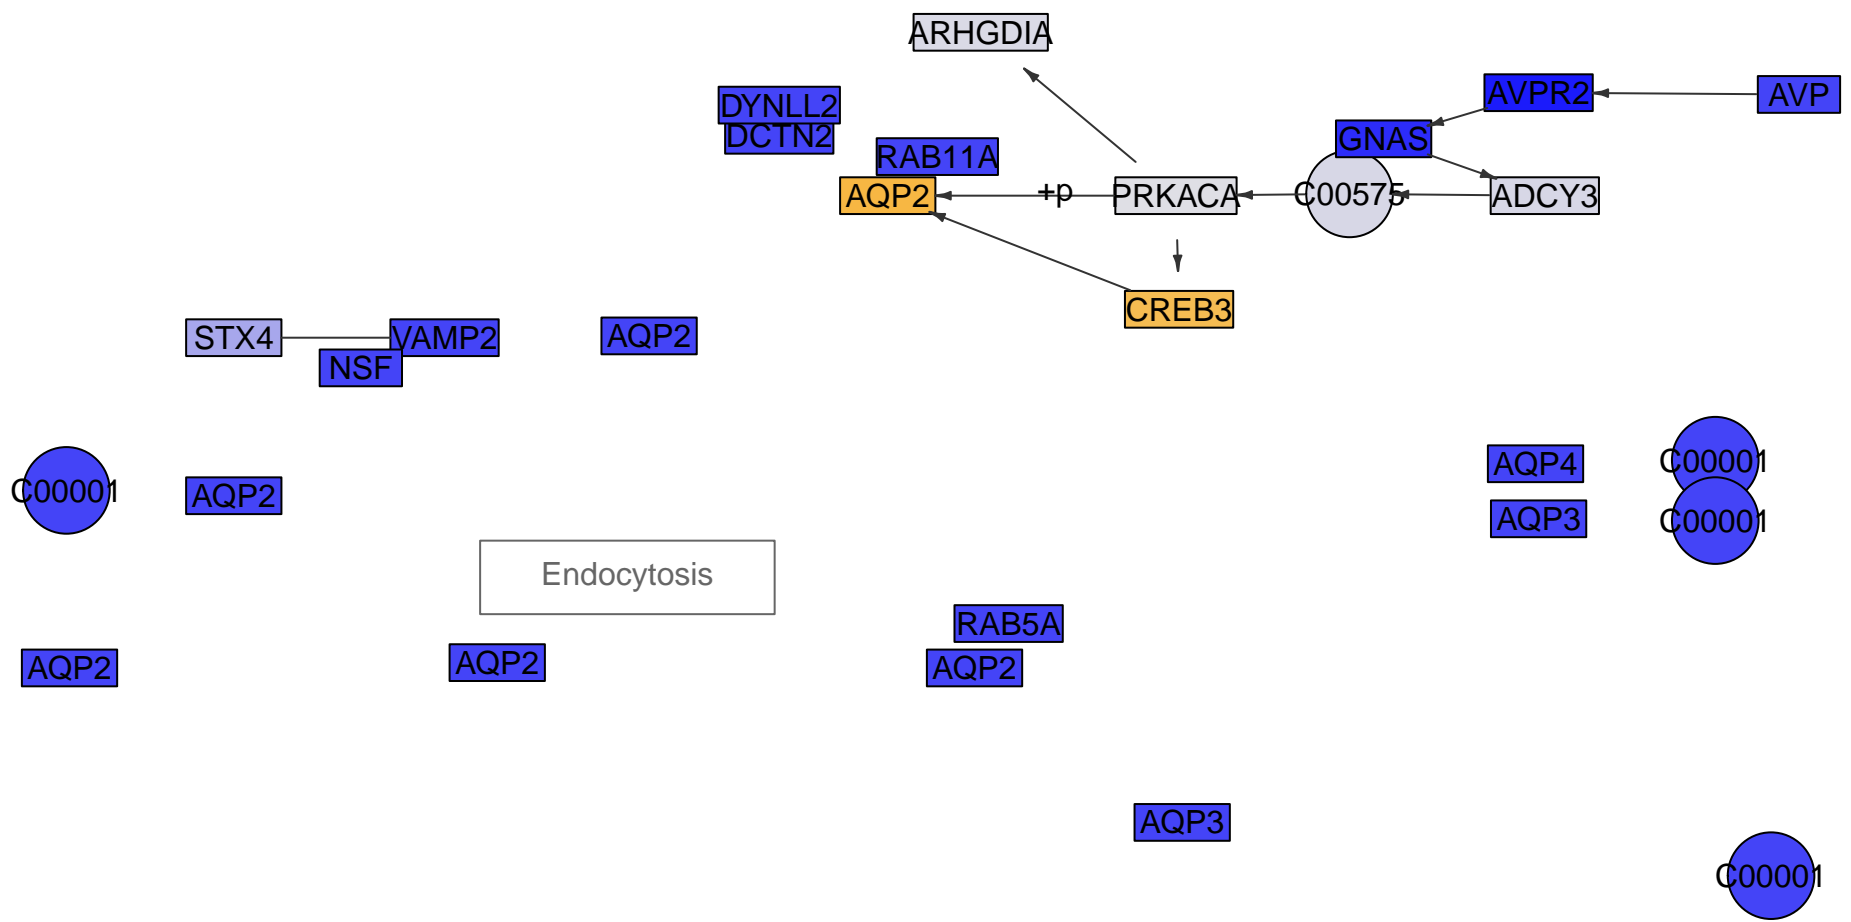 ARHGDIA
DYNLL2
AVPR2
AVP
DCTN2
GNAS
RAB11A
AQP2
+p
PRKACA
C00575
ADCY3
CREB3
STX4
VAMP2
AQP2
NSF
C00001
AQP2
AQP4
C00001
AQP3
C00001
Endocytosis
RAB5A
AQP2
AQP2
AQP2
AQP3
C00001